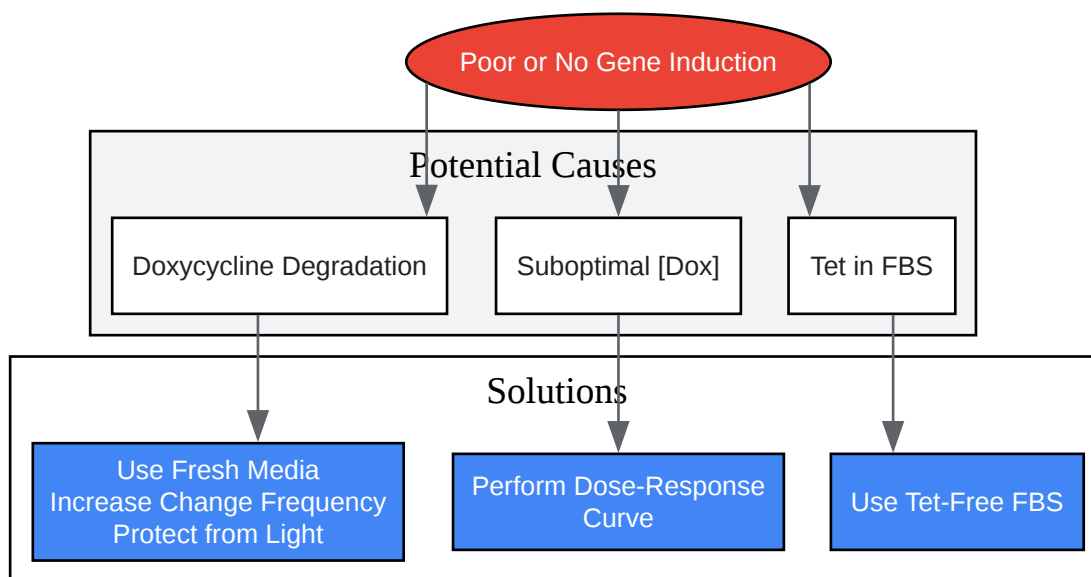 Poor or No Gene Induction
Potential Causes
Doxycycline Degradation
Suboptimal [Dox]
Tet in FBS
Solutions
Use Fresh Media
Increase Change Frequency
Protect from Light
Perform Dose-Response
Curve
Use Tet-Free FBS